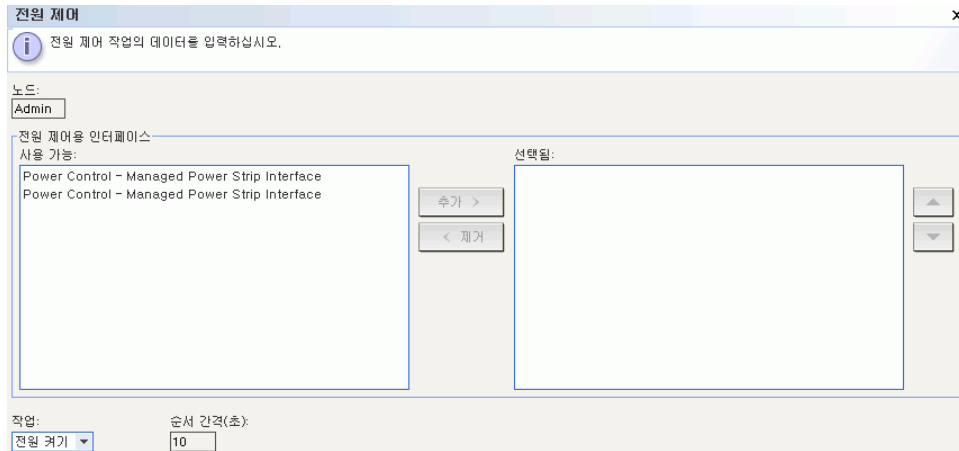 전원 제어
전원 제어 작업의 데이터를 입력하십시오.
노드:
Admin
전원 제어용 인터페이스
사용 가능:
Power Control - Managed Power Strip Interface
Power Control - Managed Power Strip Interface
추가 >
< 제거
선택됨:
작업:
전원 켜기
순서 간격(초):
10